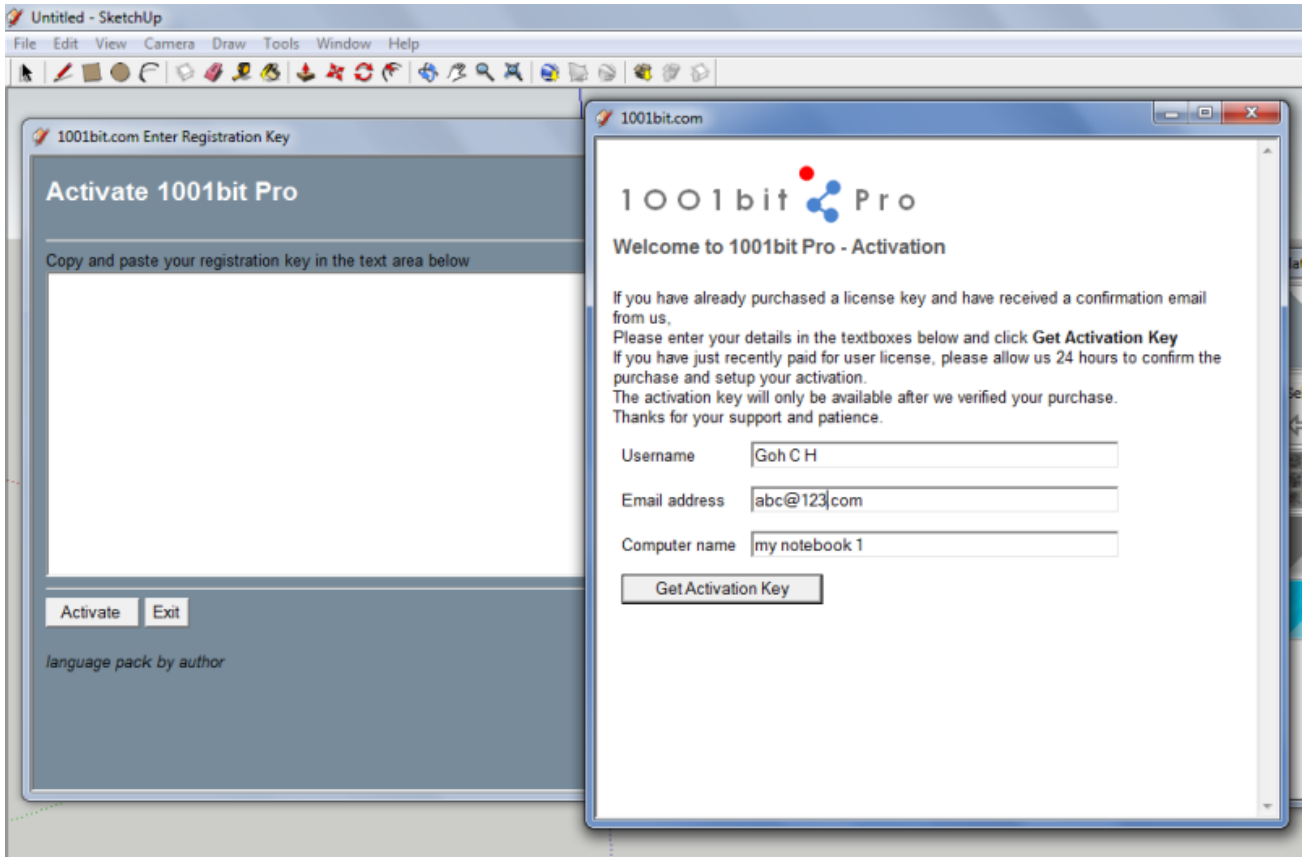 Untitled - SketchUp
File Edit View Camera Draw Tools Window Help
1001bit.com Enter Registration Key
Activate 1001bit Pro
Copy and paste your registration key in the text area below
Activate Exit
language pack by author
1001bit.com
1001bit Pro
Welcome to 1001bit Pro - Activation
If you have already purchased a license key and have received a confirmation email
from us,
Please enter your details in the textboxes below and click Get Activation Key
If you have just recently paid for user license, please allow us 24 hours to confirm the
purchase and setup your activation.
The activation key will only be available after we verified your purchase.
Thanks for your support and patience.
Username Goh C H
Email address abc@123.com
Computer name my notebook 1
Get Activation Key